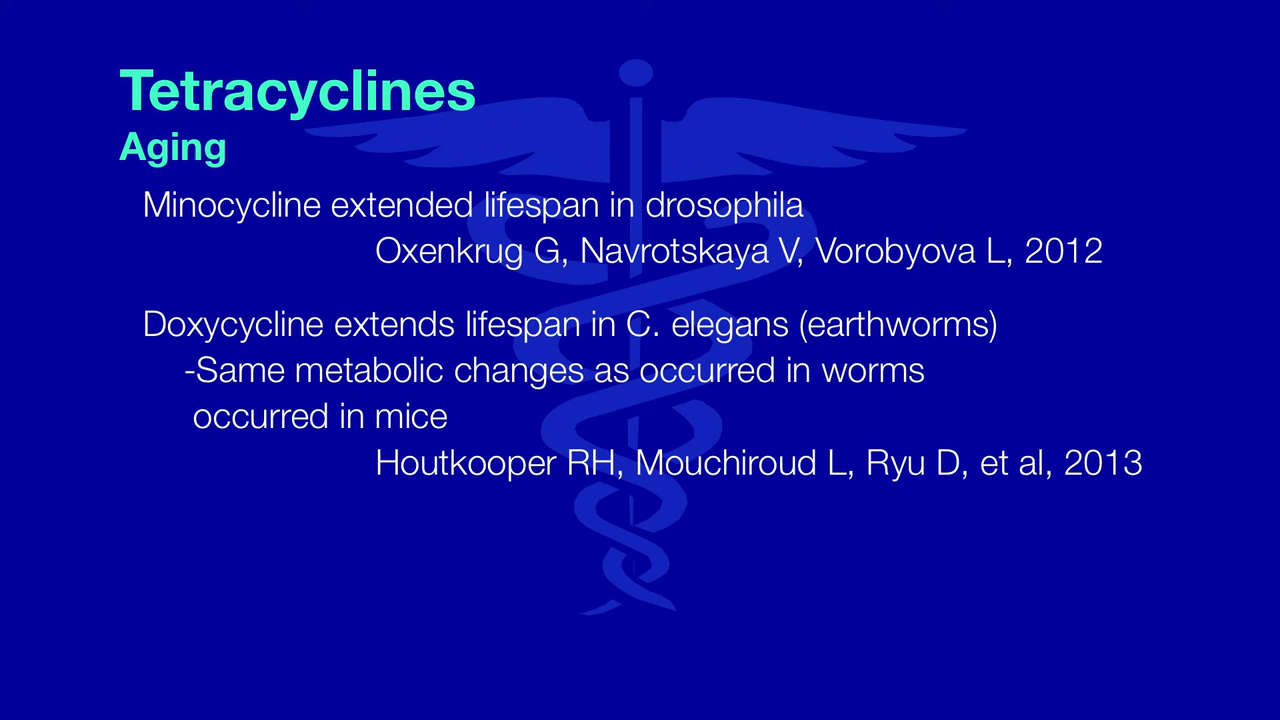 Tetracyclines
Aging
Minocycline extended lifespan in drosophila
Oxenkrug G, Navrotskaya V, Vorobyova L, 2012
Doxycycline extends lifespan in C. elegans (earthworms)
-Same metabolic changes as occurred in worms
occurred in mice
Houtkooper RH, Mouchiroud L, Ryu D, et al, 2013